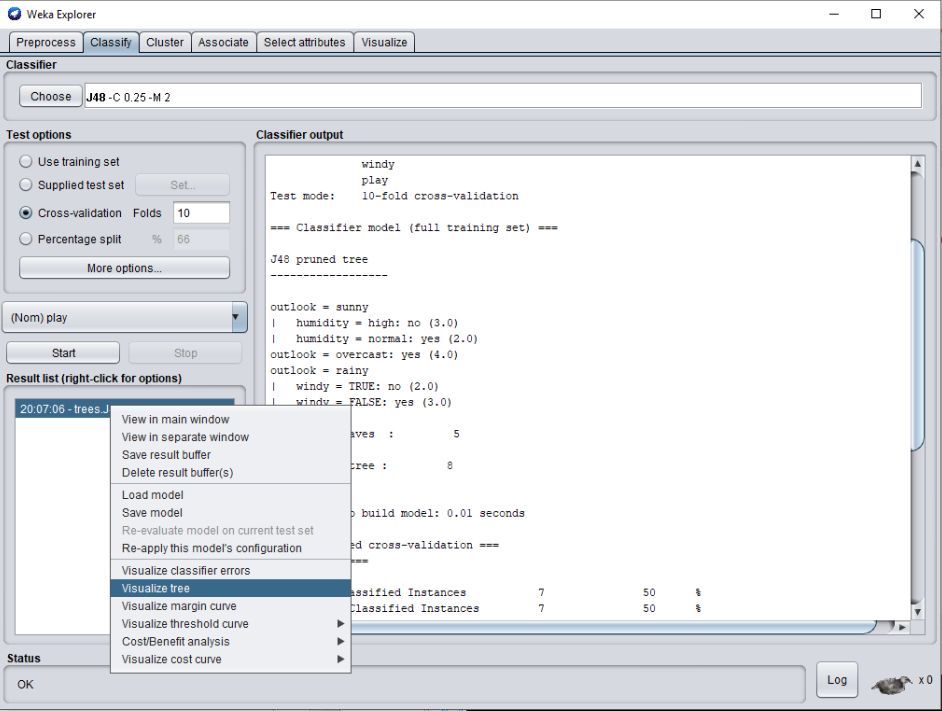 Weka Explorer
Preprocess Classify Cluster Associate Select attributes Visualize
Classifier
Choose J48 -C 0.25 -M 2
Test options
Use training set
Supplied test set Set...
Cross-validation Folds 10
Percentage split % 66
More options...
(Nom) play
Start Stop
Result list (right-click for options)
20:07:06 - trees.J
View in main window
View in separate window
Save result buffer
Delete result buffer(s)
Load model
Save model
Re-evaluate model on current test set
Re-apply this model's configuration
Visualize classifier errors
Visualize tree
Visualize margin curve
Visualize threshold curve
Cost/Benefit analysis
Visualize cost curve
Classifier output
windy
play
Test mode: 10-fold cross-validation
=== Classifier model (full training set) ===
J48 pruned tree
------------------
outlook = sunny
| humidity = high: no (3.0)
| humidity = normal: yes (2.0)
outlook = overcast: yes (4.0)
outlook = rainy
| windy = TRUE: no (2.0)
| windy = FALSE: yes (3.0)
aves : 5
tree : 8
o build model: 0.01 seconds
ed cross-validation ===
===
assified Instances 7 50 %
Classified Instances 7 50 %
Status
OK
Log
x 0